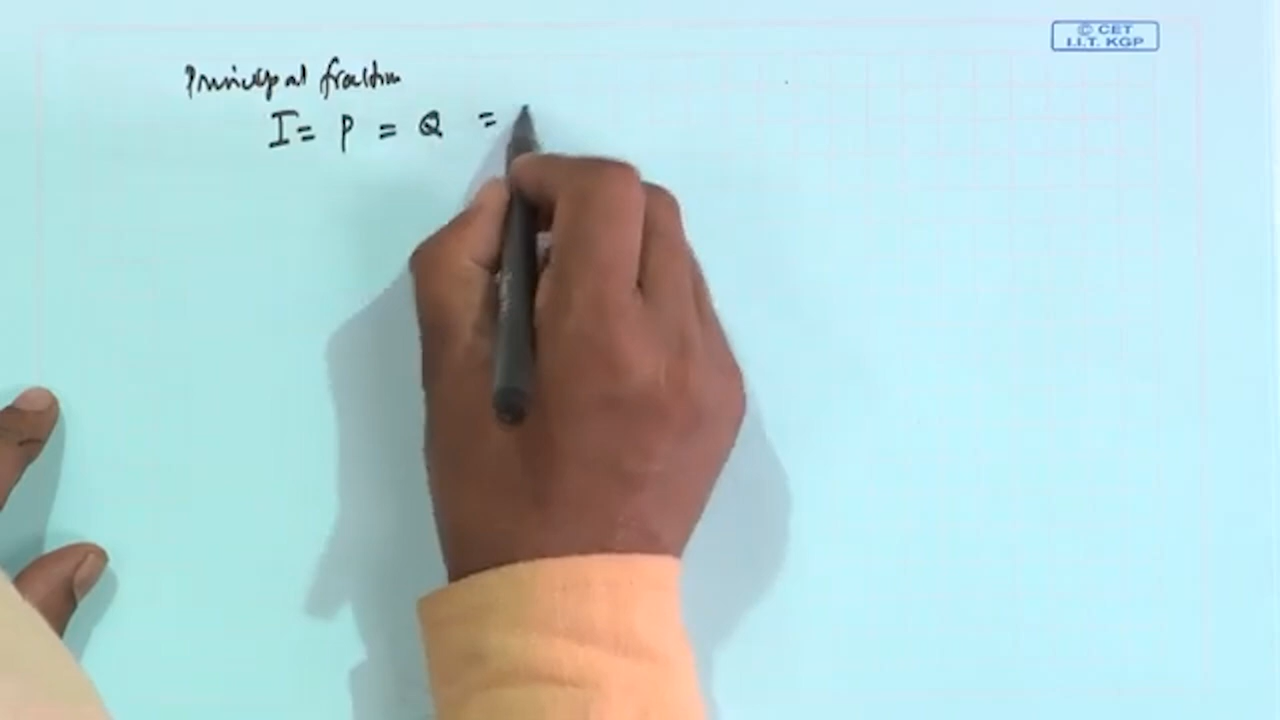 © CET
I.I.T. KGP
Principal fraction
I = P = Q =